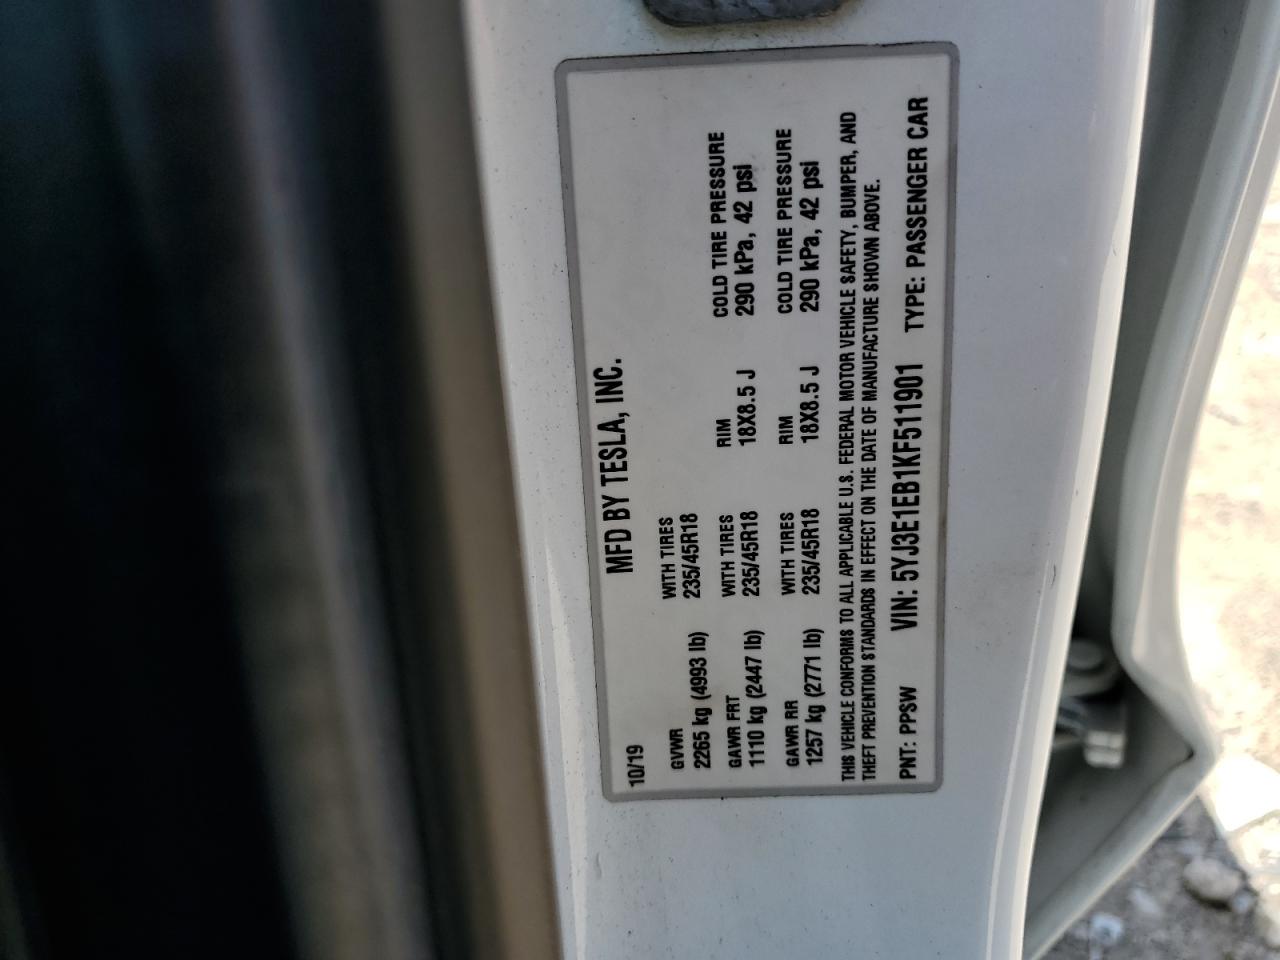 MFD BY TESLA, INC.
10/19
GVWR WITH TIRES
2265 kg (4993 lb) 235/45R18
GAWR FRT WITH TIRES RIM COLD TIRE PRESSURE
1110 kg (2447 lb) 235/45R18 18X8.5 J 290 kPa, 42 psi
GAWR RR WITH TIRES RIM COLD TIRE PRESSURE
1257 kg (2771 lb) 235/45R18 18X8.5 J 290 kPa, 42 psi
THIS VEHICLE CONFORMS TO ALL APPLICABLE U.S. FEDERAL MOTOR VEHICLE SAFETY, BUMPER, AND
THEFT PREVENTION STANDARDS IN EFFECT ON THE DATE OF MANUFACTURE SHOWN ABOVE.
PNT: PPSW VIN: 5YJ3E1EB1KF511901 TYPE: PASSENGER CAR